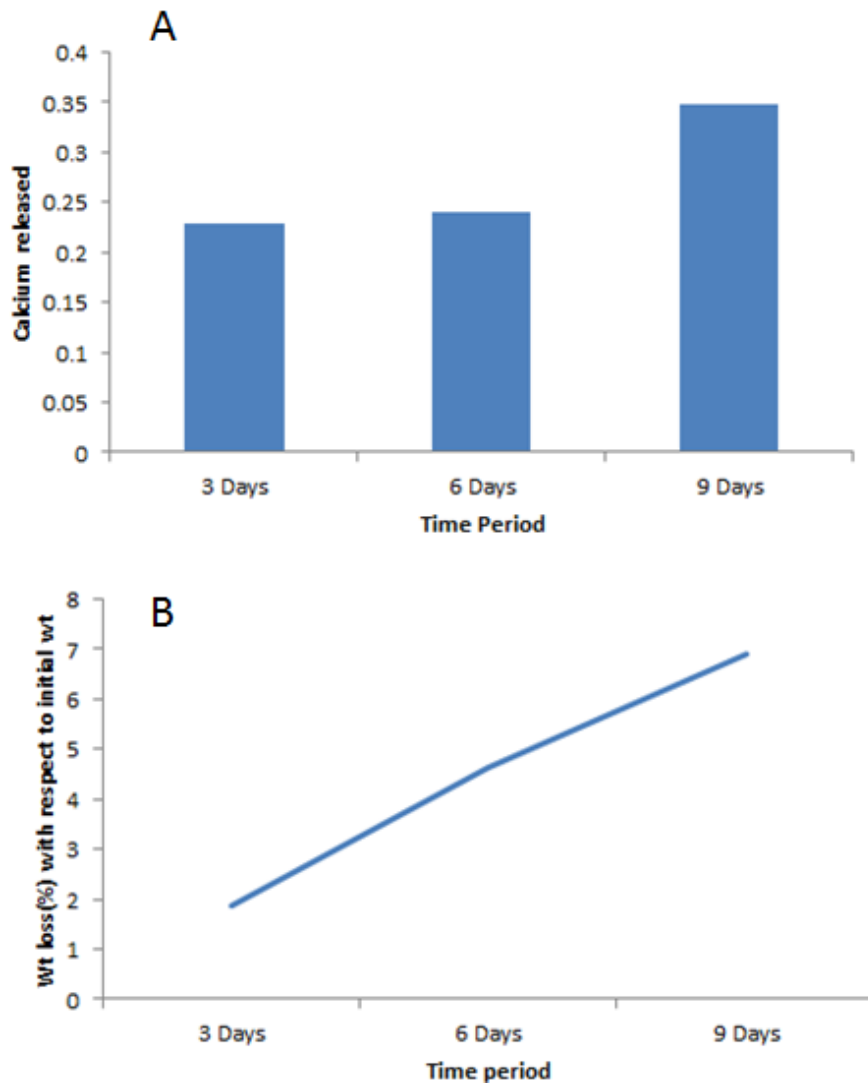 A
0.4
0.35
0.3
0.25
0.2
0.15
0.1
0.05
0
Calcium released
3 Days 6 Days 9 Days
Time Period
B
8
7
6
5
4
3
2
1
0
Wt loss(%) with respect to initial wt
3 Days 6 Days 9 Days
Time period